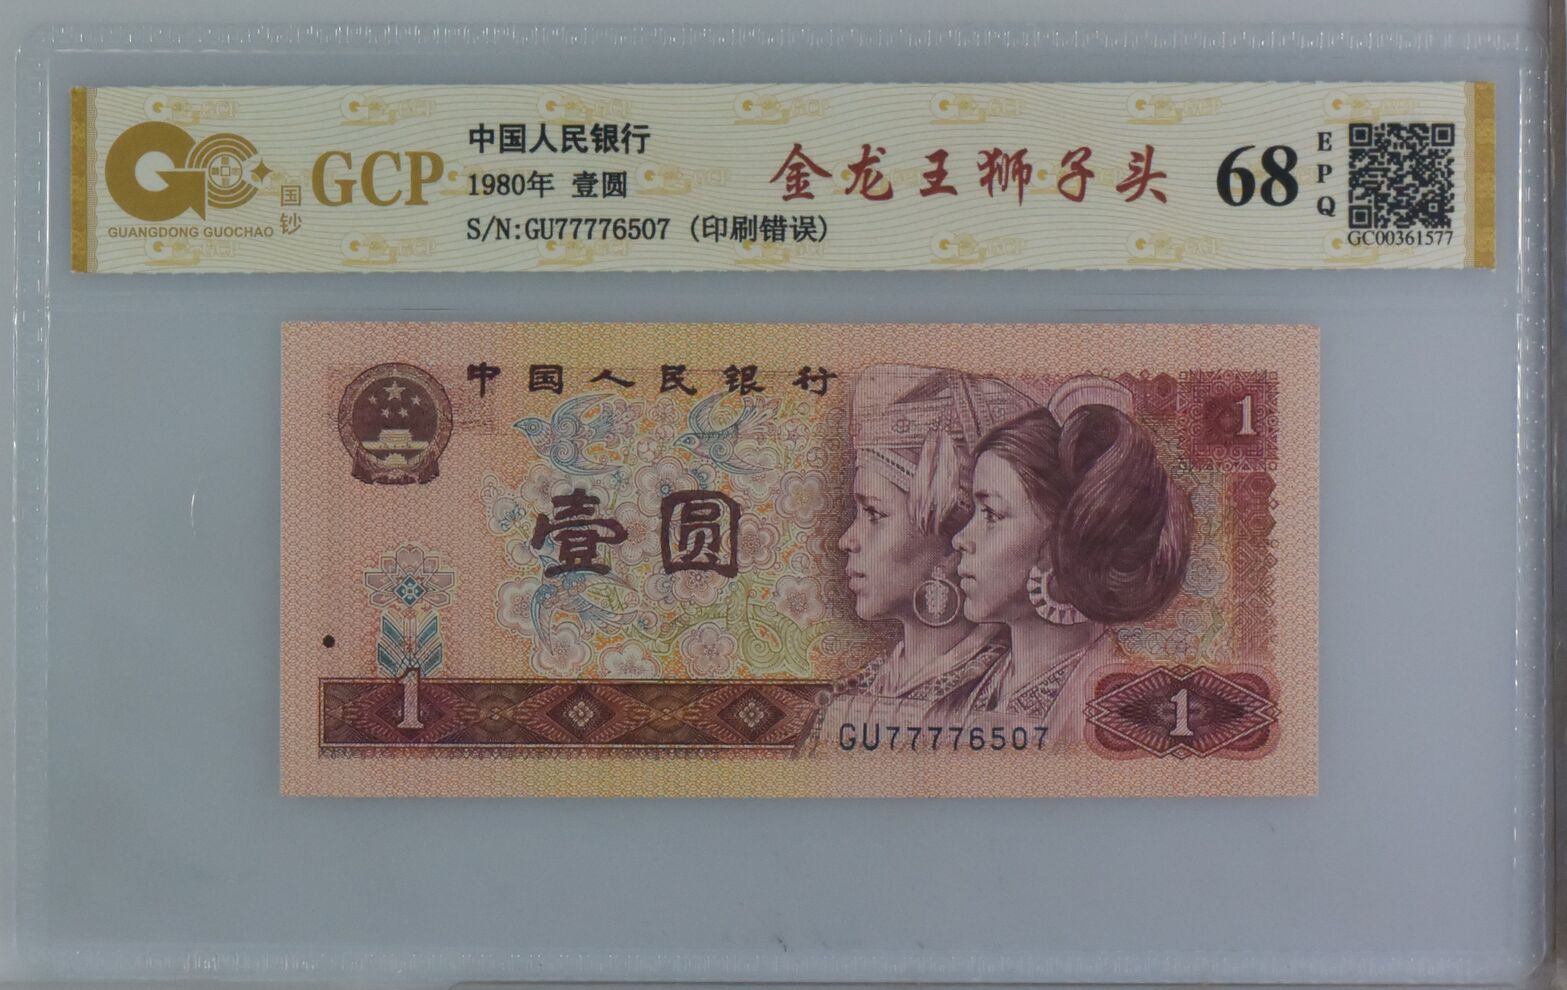 GCP
国钞
GUANGDONG GUOCHAO
中国人民银行
1980年 壹圆
S/N:GU77776507 (印刷错误)
金龙王狮子头
68
EPQ
GC00361577
中国人民银行
1
壹圆
1
GU77776507
1